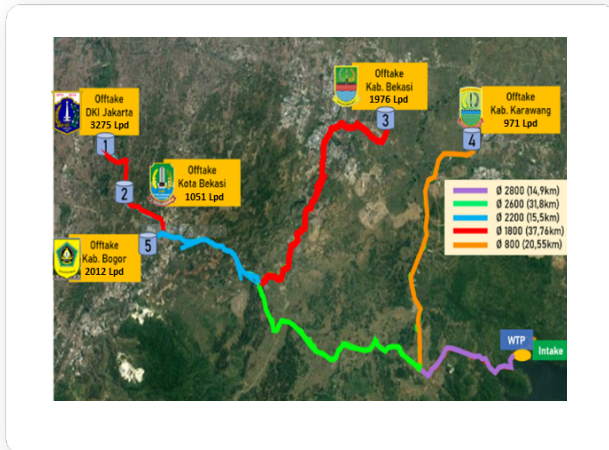 Offtake
DKI Jakarta
3275 Lpd
1
2
Offtake
Kota Bekasi
1051 Lpd
Offtake
Kab. Bogor
2012 Lpd
5
Offtake
Kab. Bekasi
1976 Lpd
3
Offtake
Kab. Karawang
971 Lpd
4
Ø 2800 (14,9km)
Ø 2600 (31,8km)
Ø 2200 (15,5km)
Ø 1800 (37,76km)
Ø 800 (20,55km)
WTP
Intake